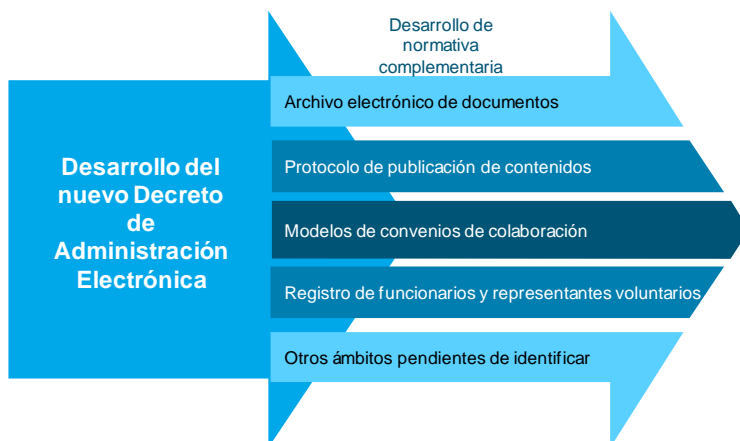 Desarrollo de
normativa
complementaria
Desarrollo del
nuevo Decreto
de
Administración
Electrónica
Archivo electrónico de documentos
Protocolo de publicación de contenidos
Modelos de convenios de colaboración
Registro de funcionarios y representantes voluntarios
Otros ámbitos pendientes de identificar